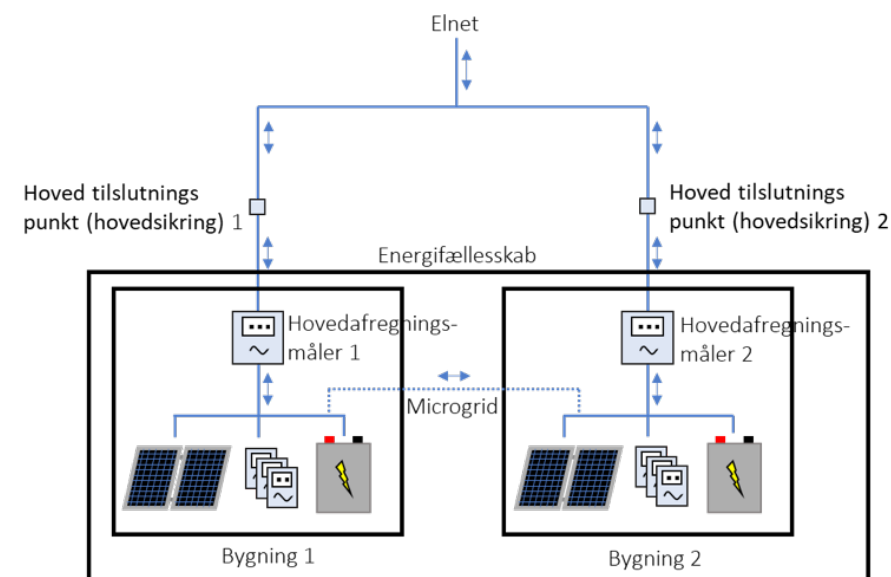 Elnet
Hoved tilslutnings
punkt (hovedsikring) 1
Hoved tilslutnings
punkt (hovedsikring) 2
Energifællesskab
Hovedafregnings-
måler 1
Hovedafregnings-
måler 2
Microgrid
Bygning 1
Bygning 2